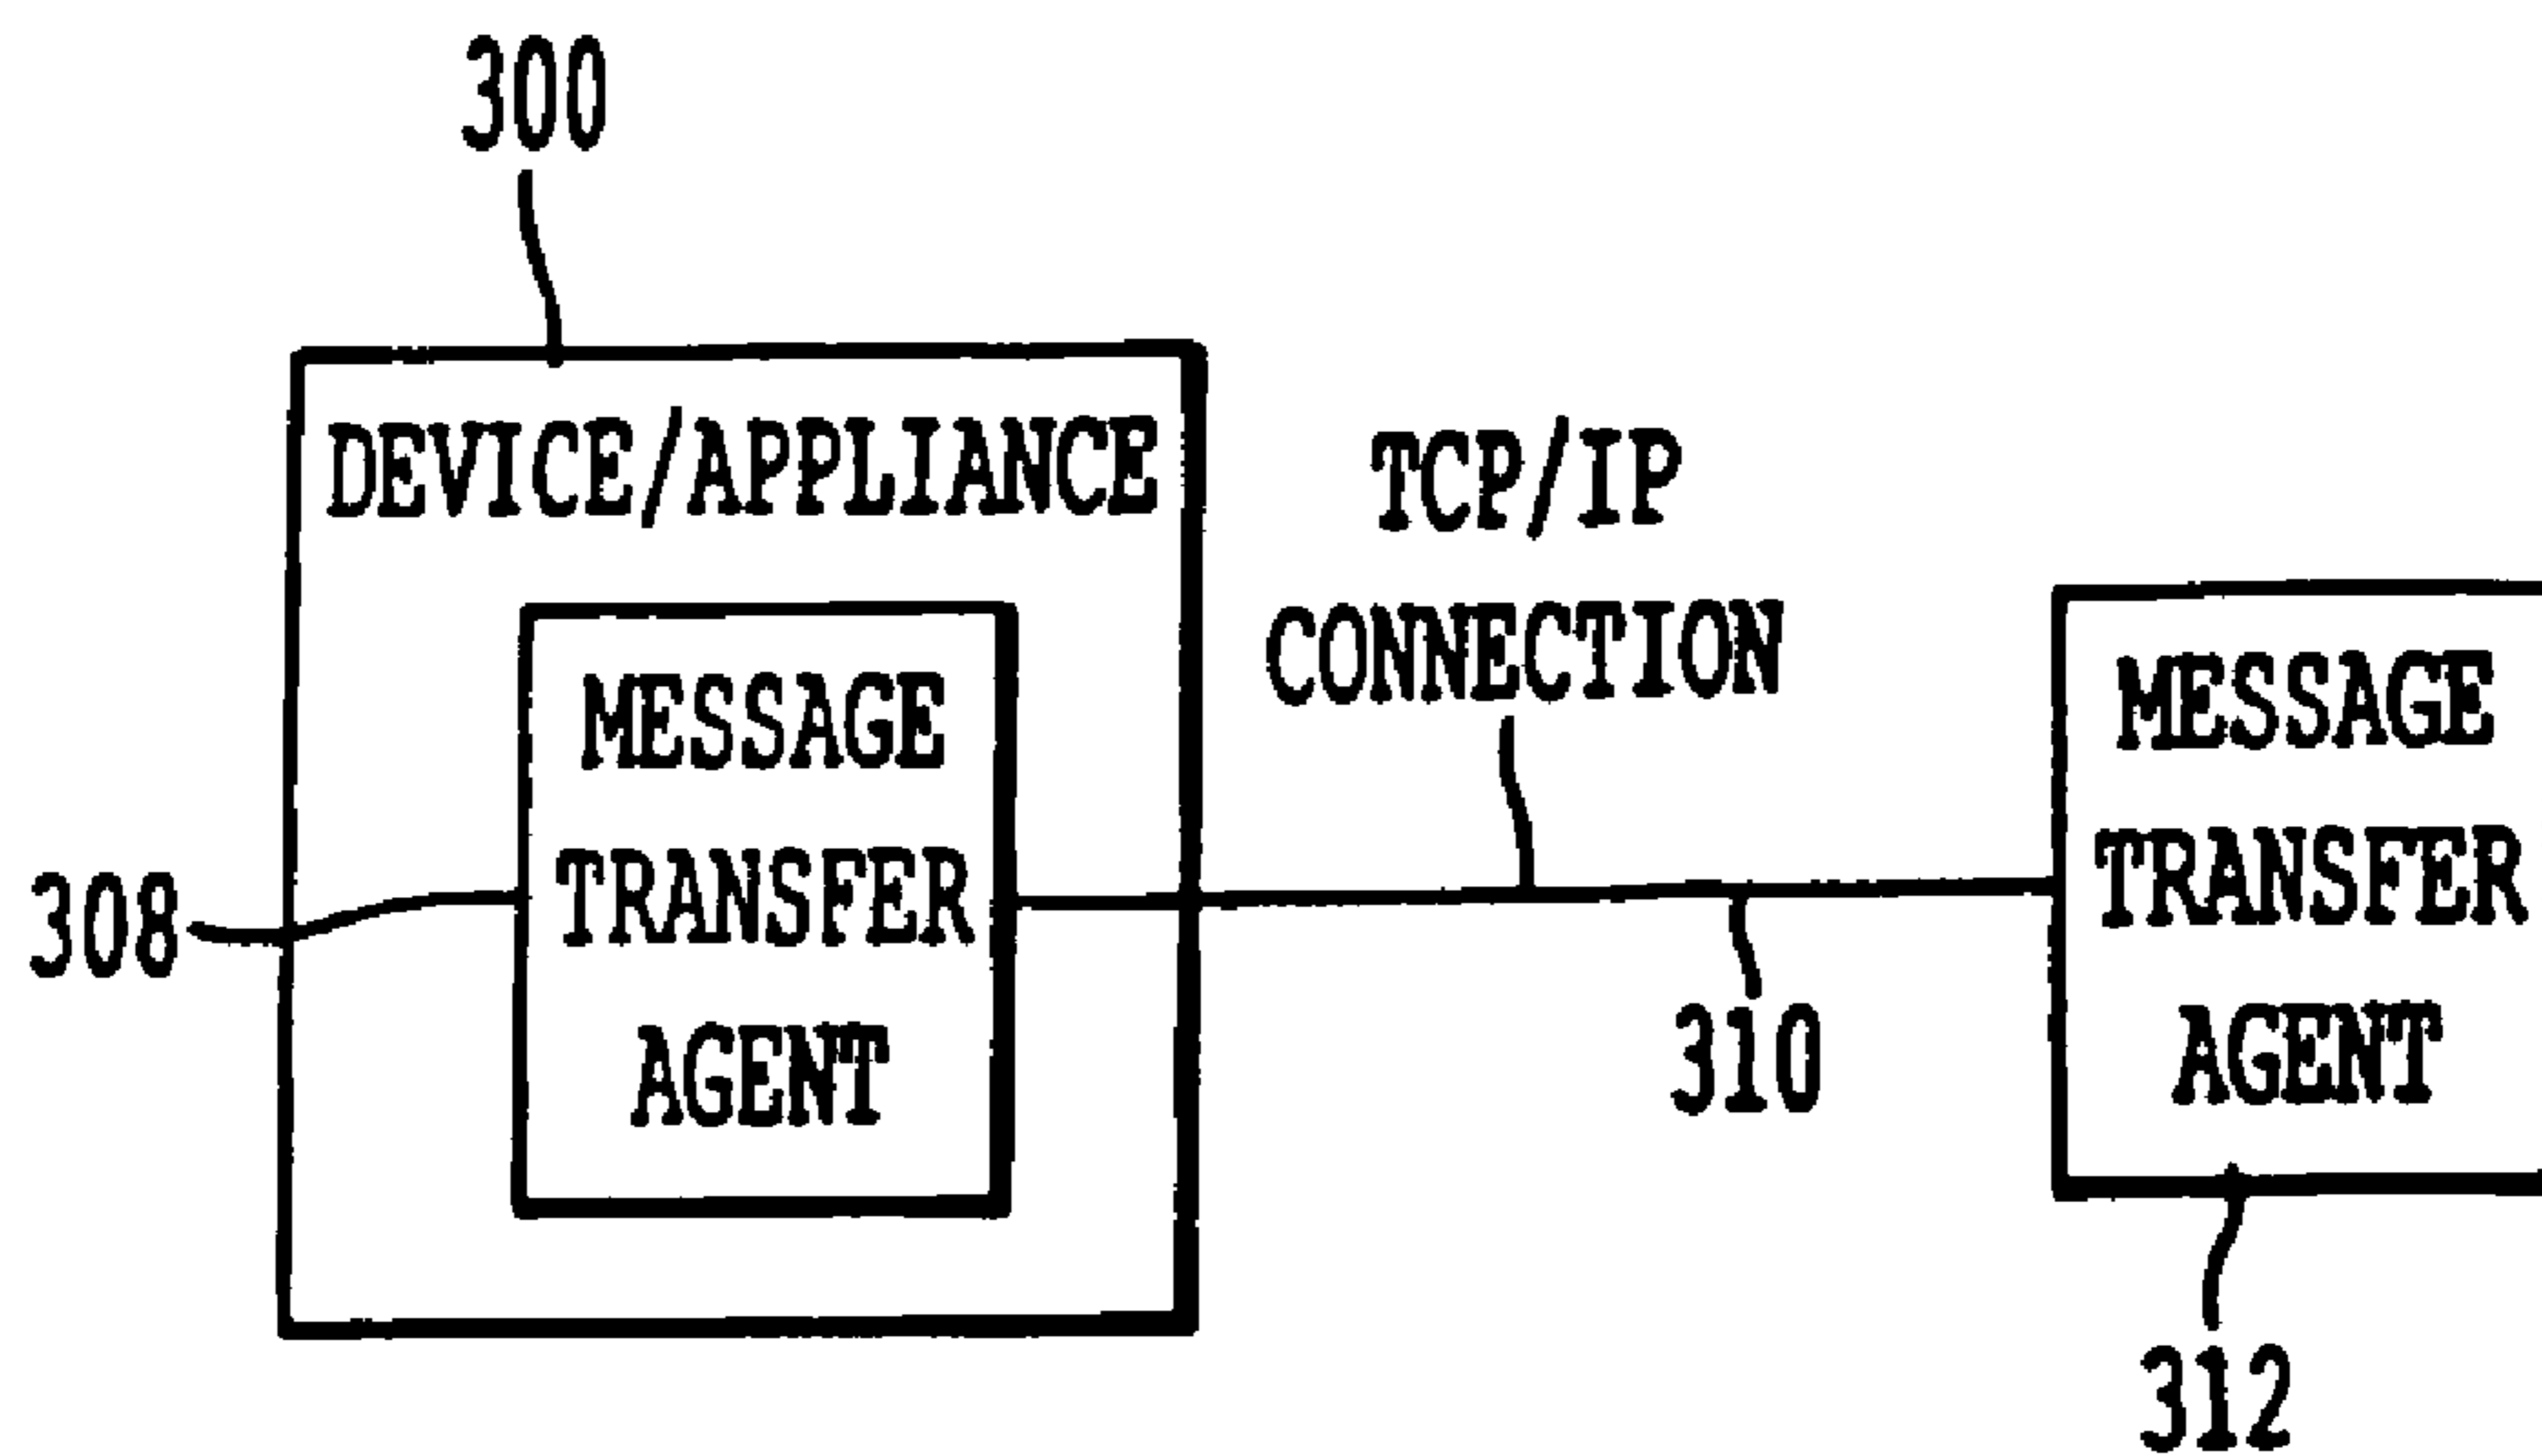 300
DEVICE/APPLIANCE
MESSAGE
TRANSFER
AGENT
308
TCP/IP
CONNECTION
310
MESSAGE
TRANSFER
AGENT
312